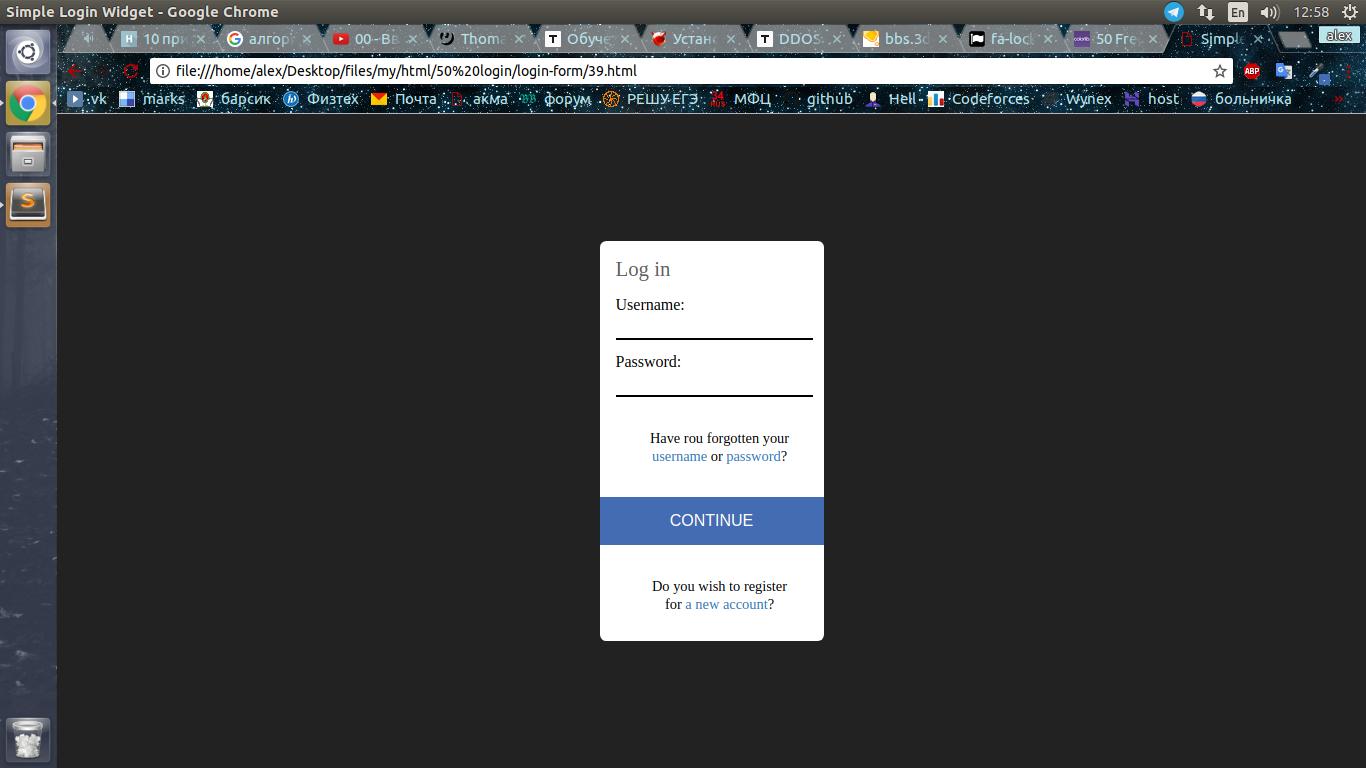 Simple Login Widget - Google Chrome
En 12:58
10 при алгор 00 - ВВ Thoma Обуче Устан DDOS bbs.3d fa-lock 50 Fre Simple alex
file:///home/alex/Desktop/files/my/html/50%20login/login-form/39.html ABP
vk marks барсик Физтех Почта акма форум РЕШУ ЕГЭ МФЦ github Hell Codeforces Wynex host больничка »
Log in
Username:
Password:
Have rou forgotten your
username or password?
CONTINUE
Do you wish to register
for a new account?